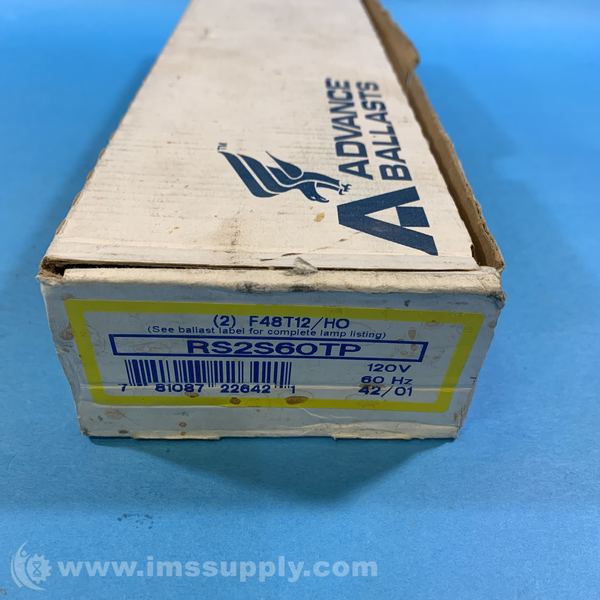 ADVANCE
BALLASTS
TM
(2) F48T12/HO
(See ballast label for complete lamp listing)
RS2S60TP
120V
60 Hz
42/01
7 81087 22642 1
www.imssupply.com